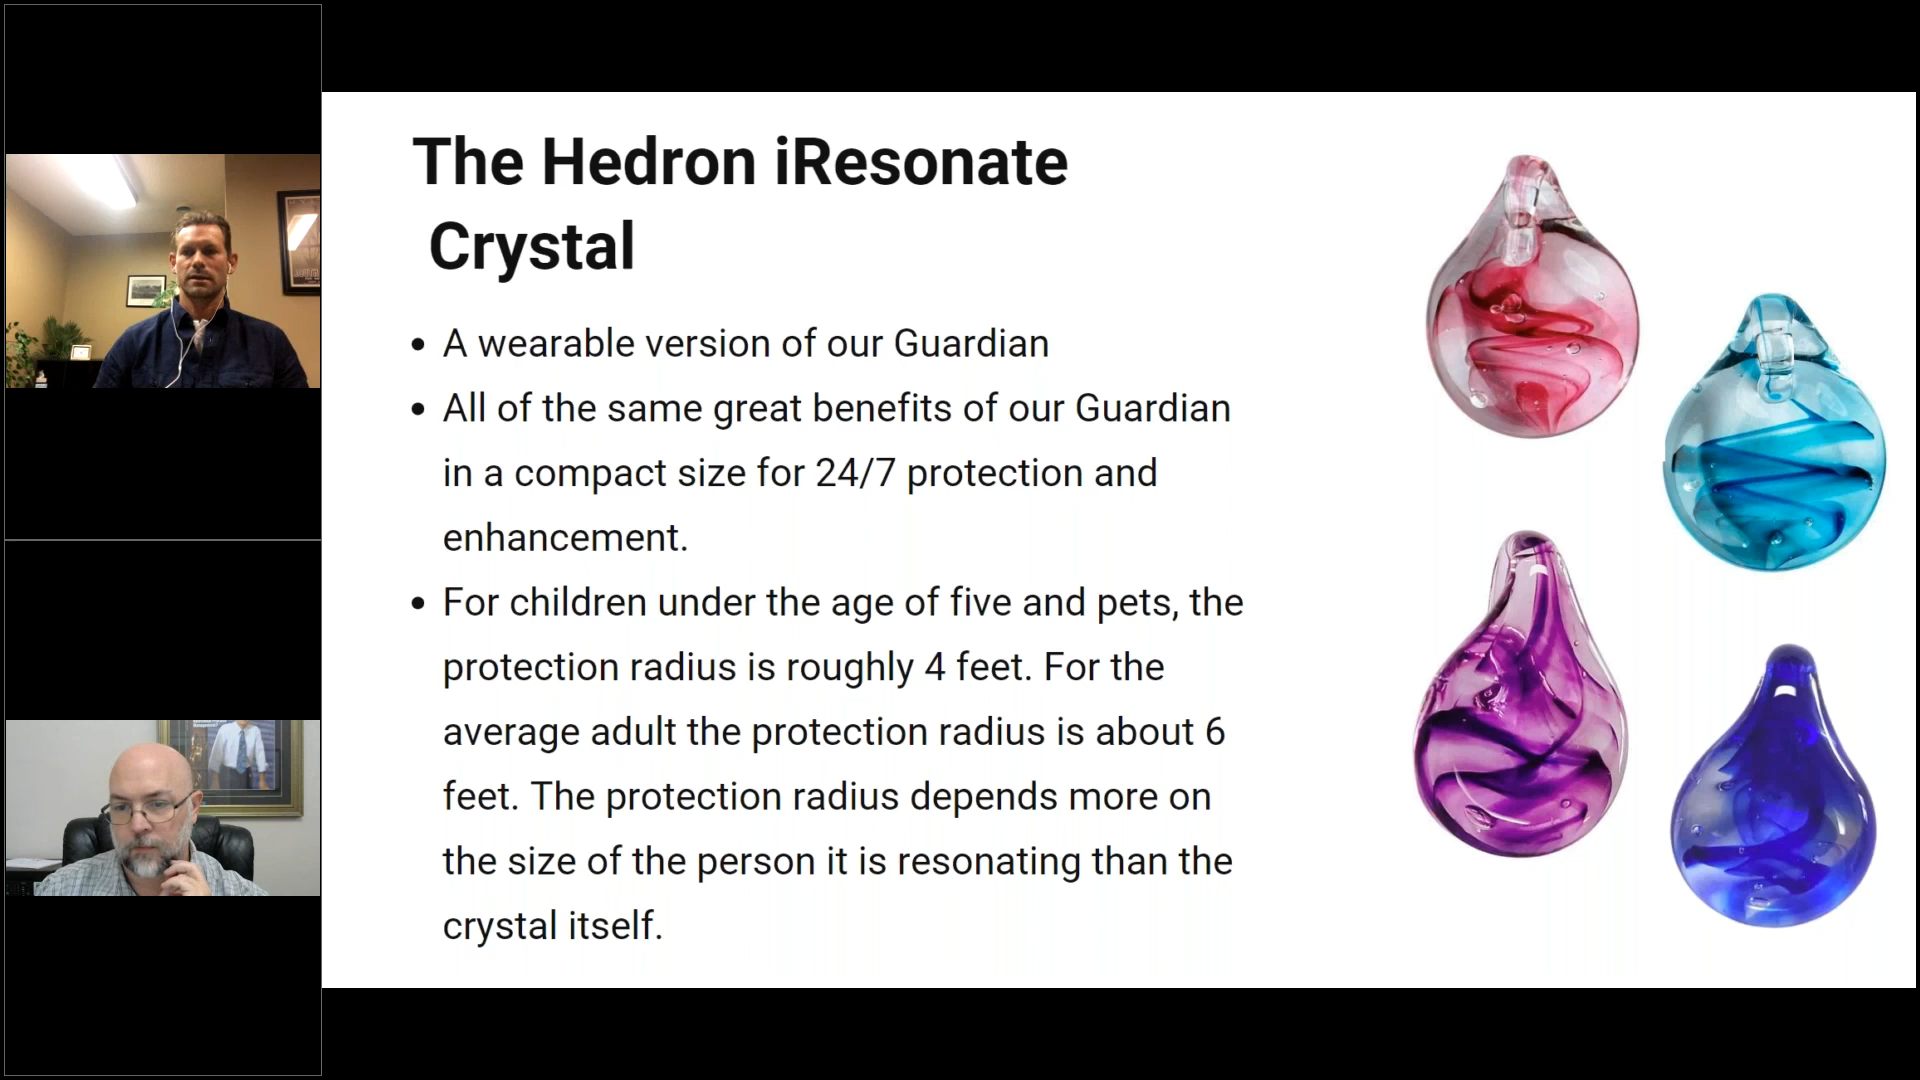 The Hedron iResonate
Crystal
• A wearable version of our Guardian
• All of the same great benefits of our Guardian
in a compact size for 24/7 protection and
enhancement.
• For children under the age of five and pets, the
protection radius is roughly 4 feet. For the
average adult the protection radius is about 6
feet. The protection radius depends more on
the size of the person it is resonating than the
crystal itself.